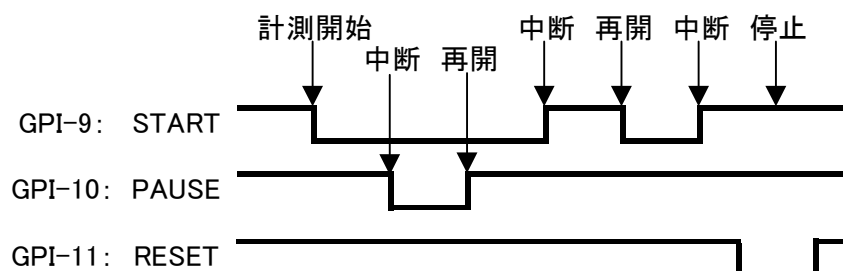 計測開始
中断 再開
中断 再開 中断 停止
GPI-9: START
GPI-10: PAUSE
GPI-11: RESET